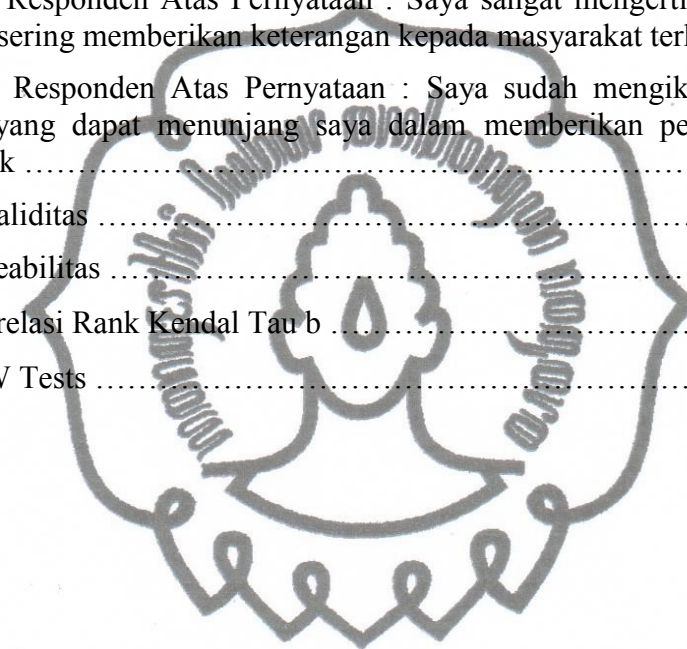 Responden Atas Pernyataan : Saya sangat mengerti
sering memberikan keterangan kepada masyarakat
Responden Atas Pernyataan : Saya sudah mengik
yang dapat menunjang saya dalam memberikan pe
k ……………………………………………………………
aliditas ……………………………………………………
eabilitas ……………………………………………………
relasi Rank Kendal Tau b ………………………………
W Tests ……………………………………………………